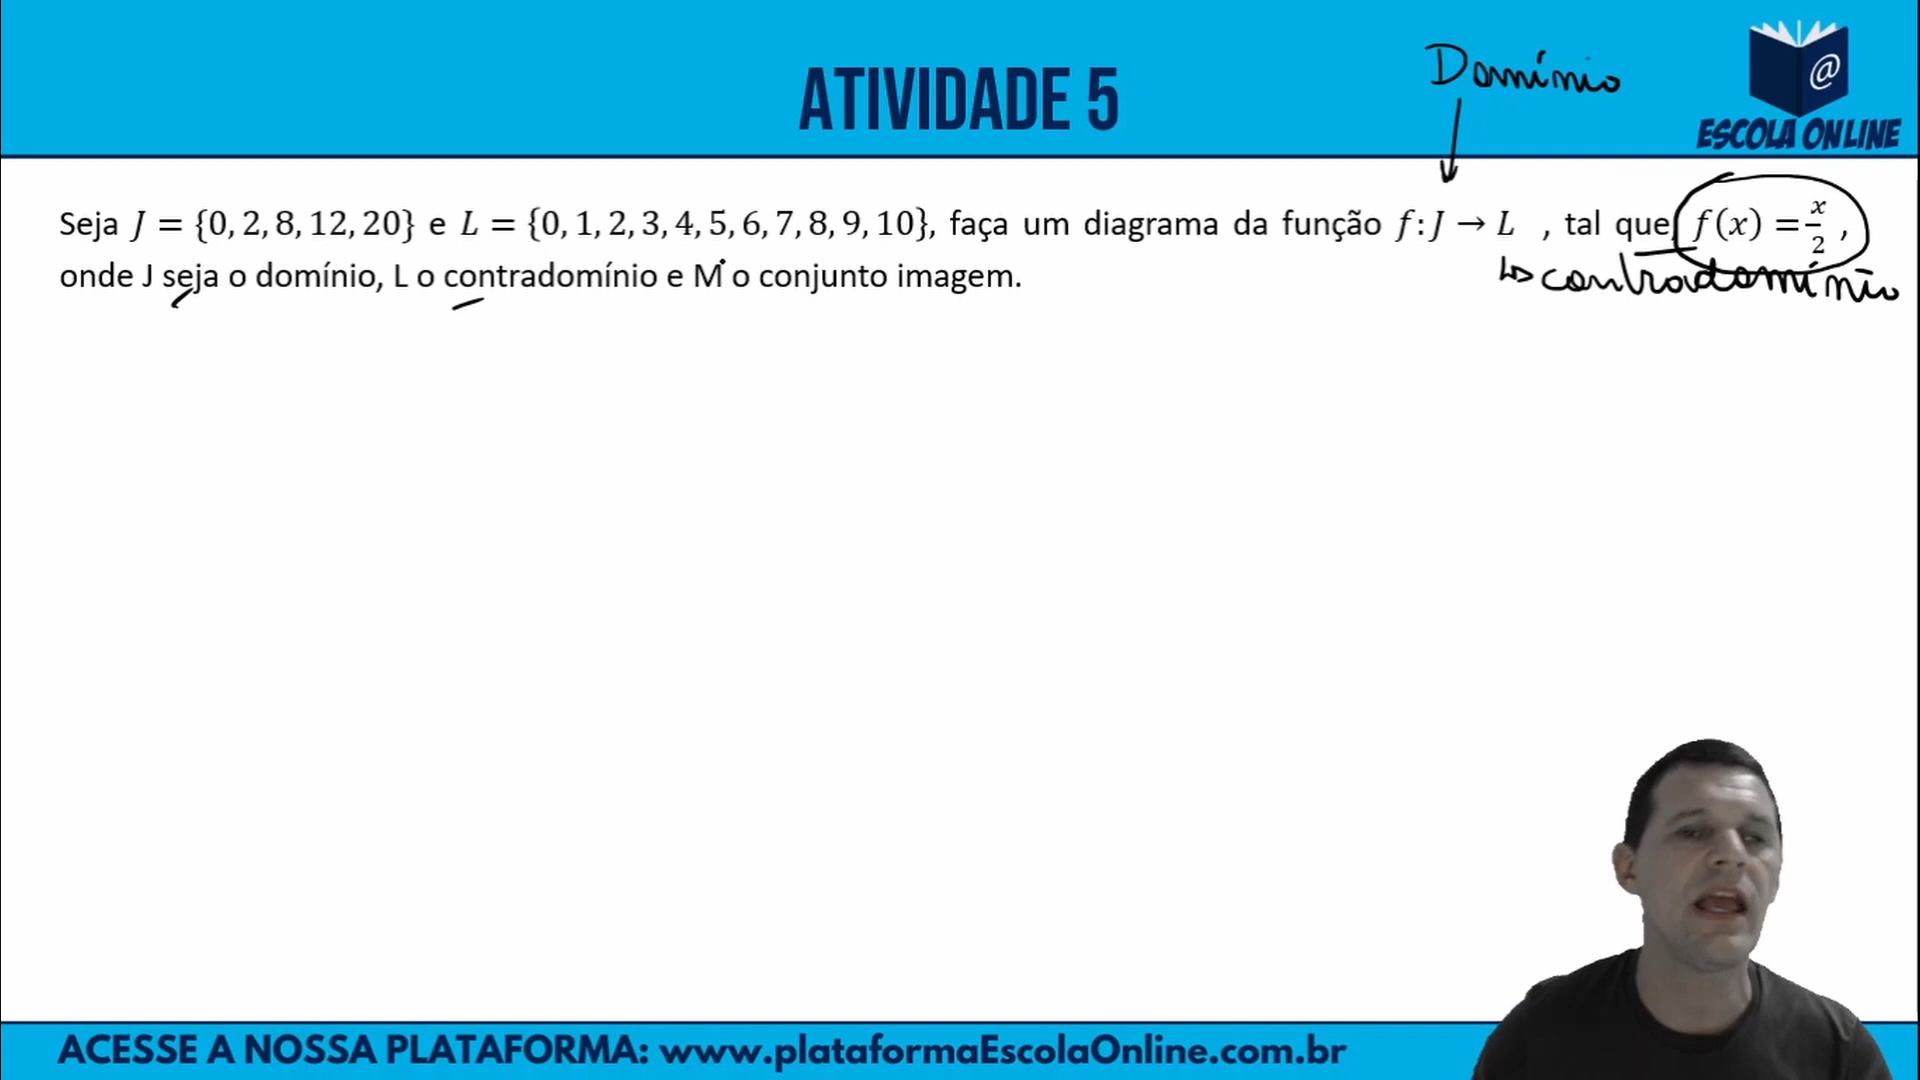 ATIVIDADE 5
Domínio
@
ESCOLA ONLINE
Seja J = {0, 2, 8, 12, 20} e L = {0, 1, 2, 3, 4, 5, 6, 7, 8, 9, 10}, faça um diagrama da função f: J → L , tal que, f(x) = x/2 ,
onde J seja o domínio, L o contradomínio e M o conjunto imagem.
↳ contradomínio
ACESSE A NOSSA PLATAFORMA: www.plataformaEscolaOnline.com.br